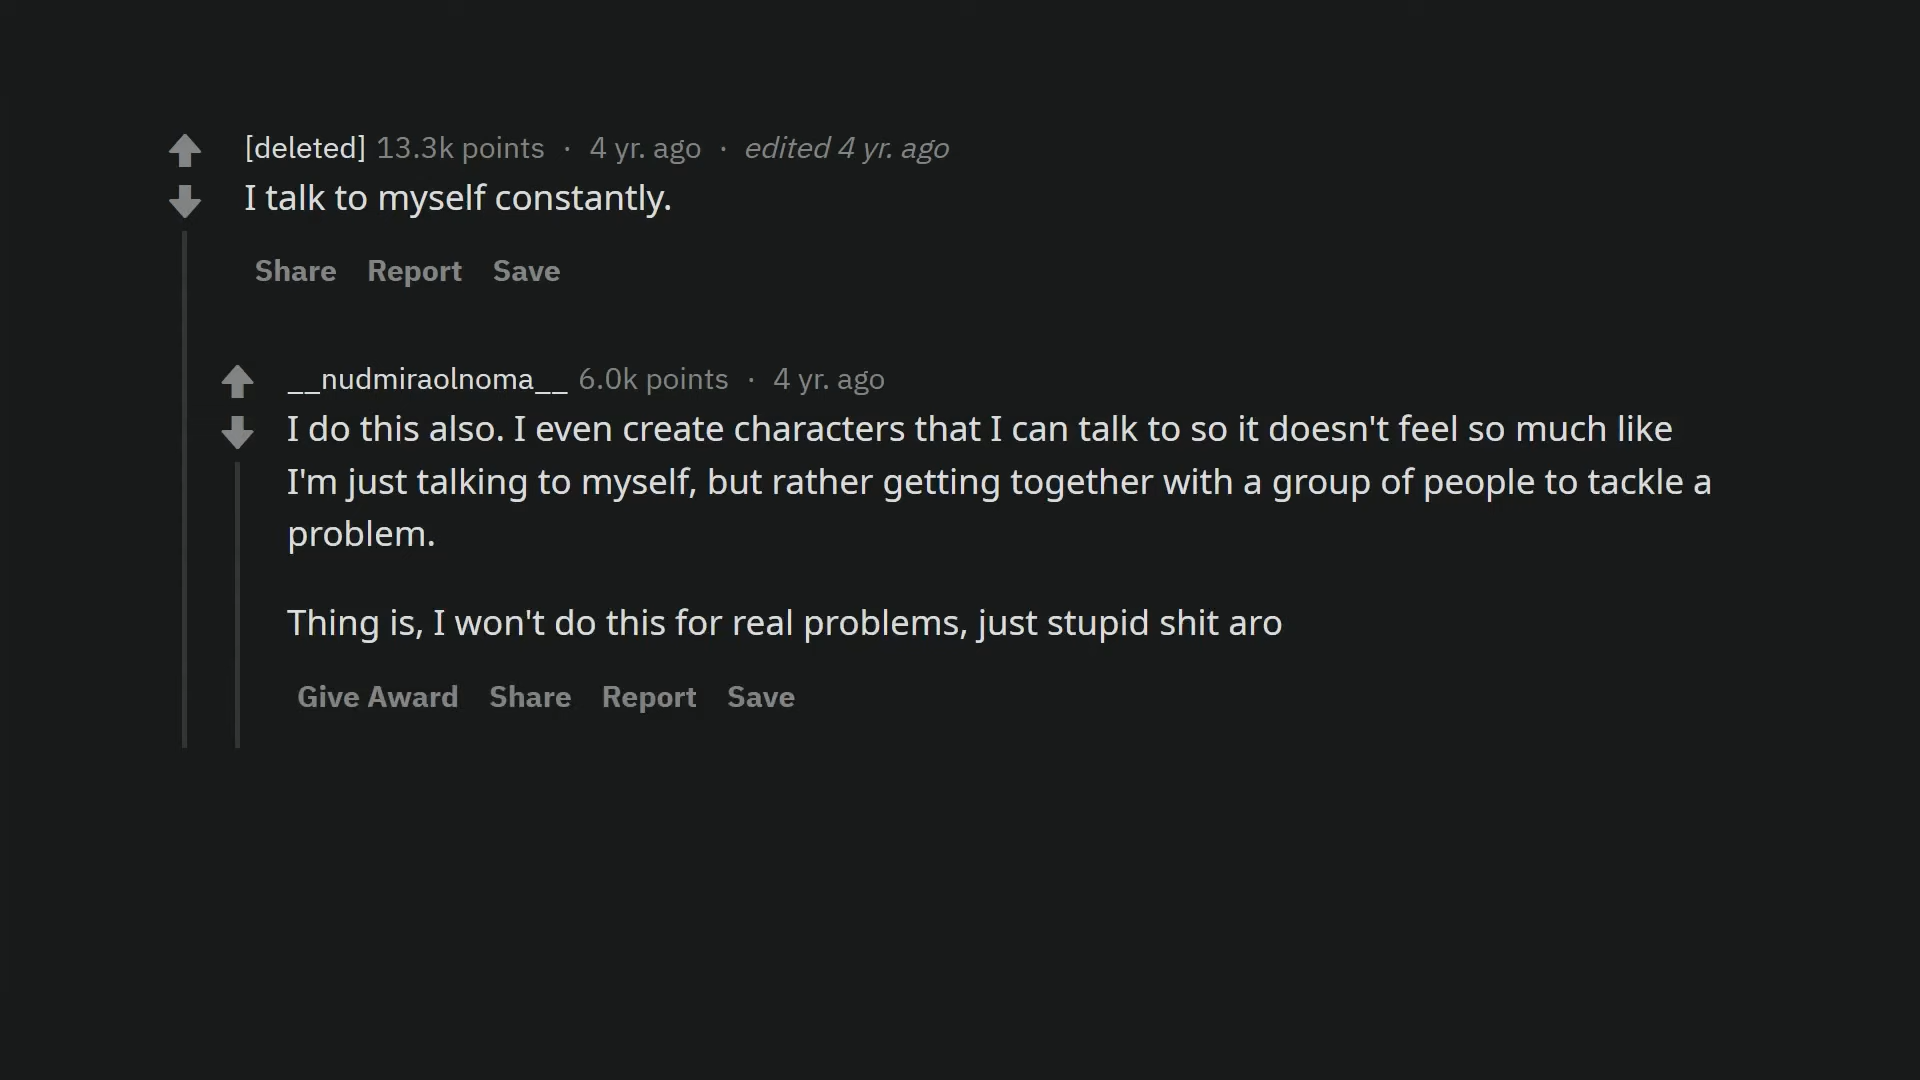 [deleted] 13.3k points · 4 yr. ago · edited 4 yr. ago
I talk to myself constantly.
Share Report Save
__nudmiraolnoma__ 6.0k points · 4 yr. ago
I do this also. I even create characters that I can talk to so it doesn't feel so much like
I'm just talking to myself, but rather getting together with a group of people to tackle a
problem.
Thing is, I won't do this for real problems, just stupid shit aro
Give Award Share Report Save